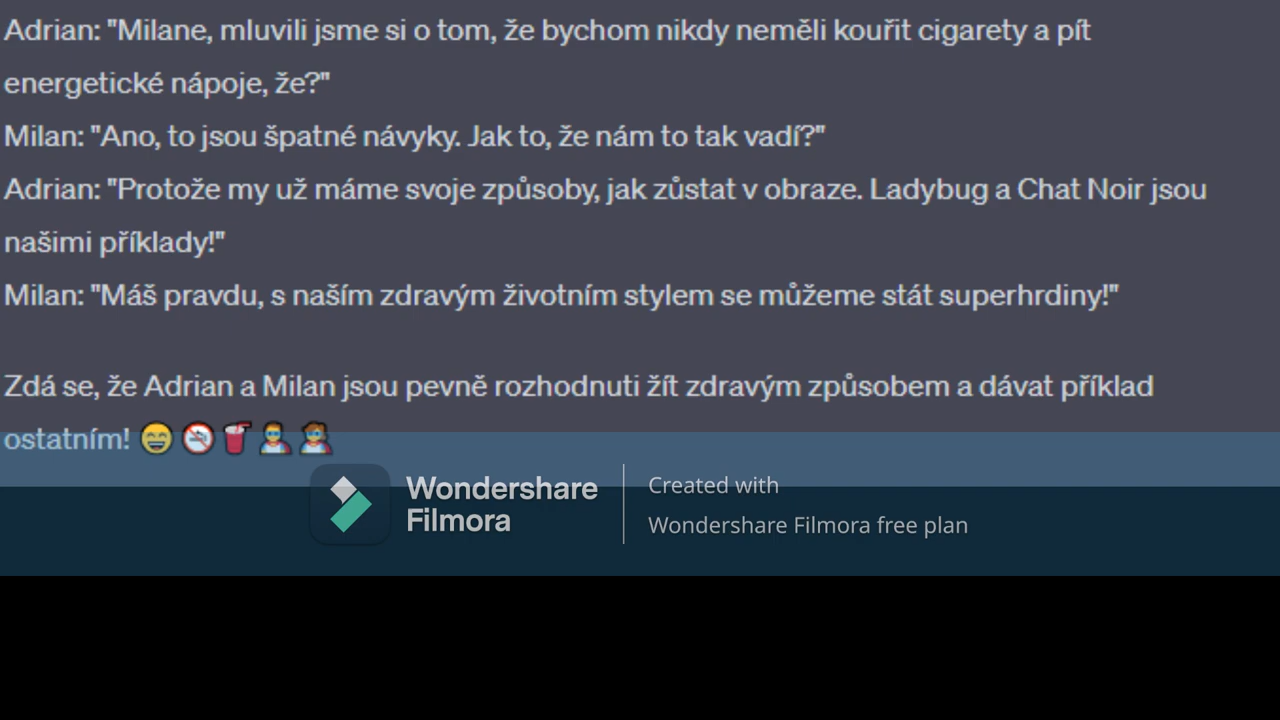 Adrian: "Milane, mluvili jsme si o tom, že bychom nikdy neměli kouřit cigarety a pít
energetické nápoje, že?"
Milan: "Ano, to jsou špatné návyky. Jak to, že nám to tak vadí?"
Adrian: "Protože my už máme svoje způsoby, jak zůstat v obraze. Ladybug a Chat Noir jsou
našimi příklady!"
Milan: "Máš pravdu, s naším zdravým životním stylem se můžeme stát superhrdiny!"
Zdá se, že Adrian a Milan jsou pevně rozhodnuti žít zdravým způsobem a dávat příklad
ostatním! 😄🚭🥤🦸‍♂️🦸‍♀️
Wondershare
Filmora
Created with
Wondershare Filmora free plan